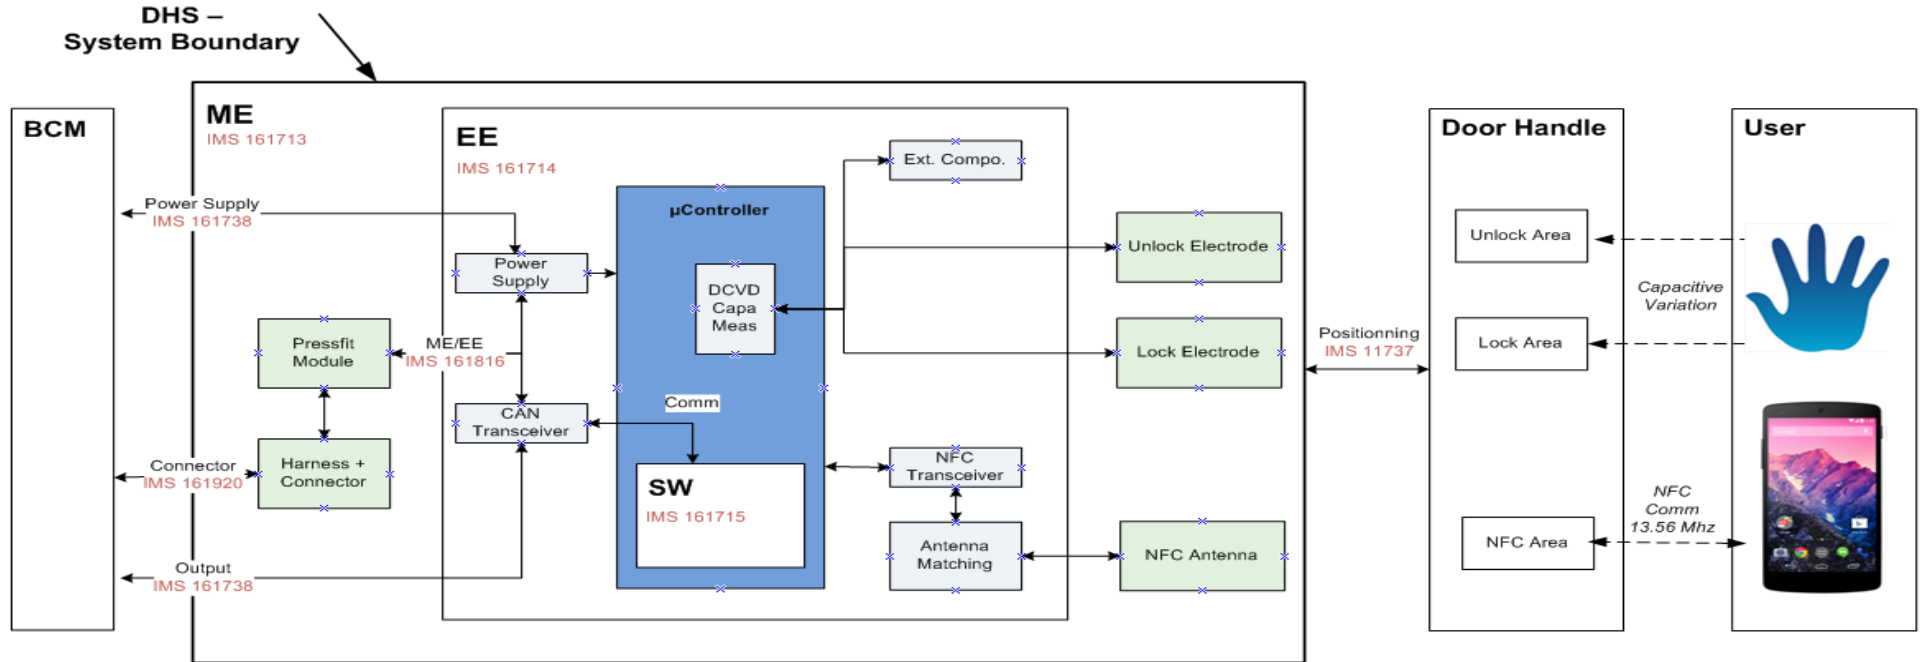 DHS –
System Boundary
BCM
ME
IMS 161713
EE
IMS 161714
Power Supply
IMS 161738
Power
Supply
µController
DCVD
Capa
Meas
Ext. Compo.
Unlock Electrode
Lock Electrode
Pressfit
Module
ME/EE
IMS 161816
CAN
Transceiver
Comm
Connector
IMS 161920
Harness +
Connector
SW
IMS 161715
NFC
Transceiver
Antenna
Matching
NFC Antenna
Output
IMS 161738
Positionning
IMS 11737
Door Handle
Unlock Area
Lock Area
NFC Area
Capacitive
Variation
NFC
Comm
13.56 Mhz
User